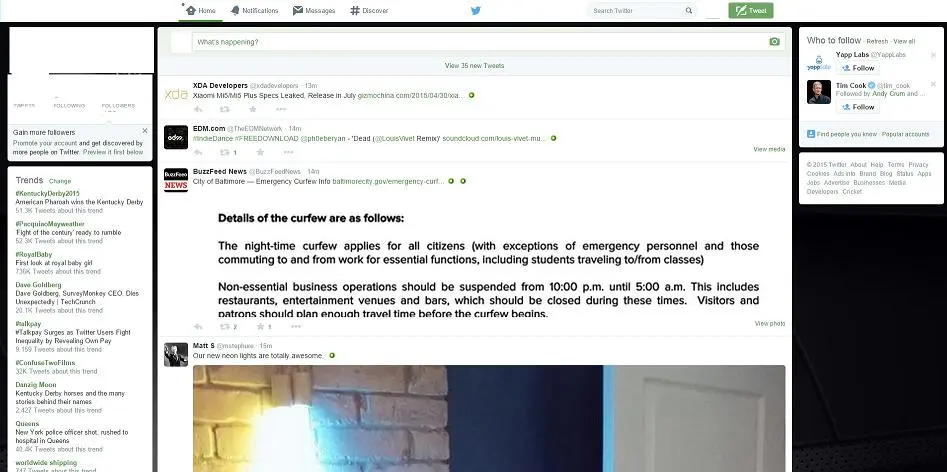 Home
Notifications
Messages
Discover
Search Twitter
Tweet
TWEETS FOLLOWING FOLLOWERS
Gain more followers
Promote your account and get discovered by
more people on Twitter. Preview it first below
Trends · Change
#KentuckyDerby2015
American Pharoah wins the Kentucky Derby
51.3K Tweets about this trend
#PacquiaoMayweather
'Fight of the century' ready to rumble
52.3K Tweets about this trend
#RoyalBaby
First look at royal baby girl
736K Tweets about this trend
Dave Goldberg
Dave Goldberg, SurveyMonkey CEO, Dies
Unexpectedly | TechCrunch
20.1K Tweets about this trend
#talkpay
#Talkpay Surges as Twitter Users Fight
Inequality by Revealing Own Pay
9,159 Tweets about this trend
#ConfuseTwoFilms
32K Tweets about this trend
Danzig Moon
Kentucky Derby horses and the many
stories behind their names
2,427 Tweets about this trend
Queens
New York police officer shot, rushed to
hospital in Queens
40.4K Tweets about this trend
worldwide shipping
747 Tweets about this trend
What's happening?
View 35 new Tweets
xda
XDA Developers @xdadevelopers · 13m
Xiaomi Mi5/Mi5 Plus Specs Leaked, Release in July gizmochina.com/2015/04/30/xia...
edm
EDM.com @TheEDMNetwork · 14m
#IndieDance #FREEDOWNLOAD @ph0eberyan - 'Dead (@LouisVivet Remix)' soundcloud.com/louis-vivet-mu...
1
View media
BuzzFeed
NEWS
BuzzFeed News @BuzzFeedNews · 14m
City of Baltimore — Emergency Curfew Info baltimorecity.gov/emergency-curf...
Details of the curfew are as follows:
The night-time curfew applies for all citizens (with exceptions of emergency personnel and those
commuting to and from work for essential functions, including students traveling to/from classes)
Non-essential business operations should be suspended from 10:00 p.m. until 5:00 a.m. This includes
restaurants, entertainment venues and bars, which should be closed during these times. Visitors and
patrons should plan enough travel time before the curfew begins.
2 1
View photo
Matt S @mstephure · 15m
Our new neon lights are totally awesome.
Who to follow · Refresh · View all
yapplabs
Yapp Labs @YappLabs
Follow
Tim Cook @tim_cook
Followed by Andy Crum and ...
Follow
Find people you know · Popular accounts
© 2015 Twitter About Help Terms Privacy
Cookies Ads info Brand Blog Status Apps
Jobs Advertise Businesses Media
Developers Cricket